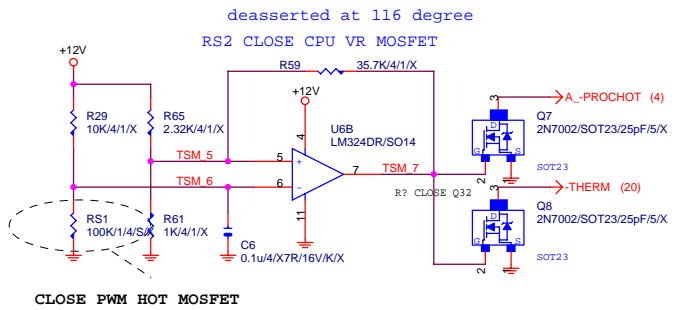 deasserted at 116 degree
RS2 CLOSE CPU VR MOSFET
+12V
R59
35.7K/4/1/X
+12V
3
A_-PROCHOT (4)
R29
10K/4/1/X
R65
2.32K/4/1/X
4
U6B
LM324DR/SO14
D
G
S
Q7
2N7002/SOT23/25pF/5/X
TSM_5
5
+
7
TSM_7
2
1
SOT23
TSM_6
6
-
R? CLOSE Q32
3
-THERM (20)
RS1
100K/1/4/S/X
R61
1K/4/1/X
11
D
G
S
Q8
2N7002/SOT23/25pF/5/X
C6
0.1u/4/X7R/16V/K/X
2
1
SOT23
CLOSE PWM HOT MOSFET